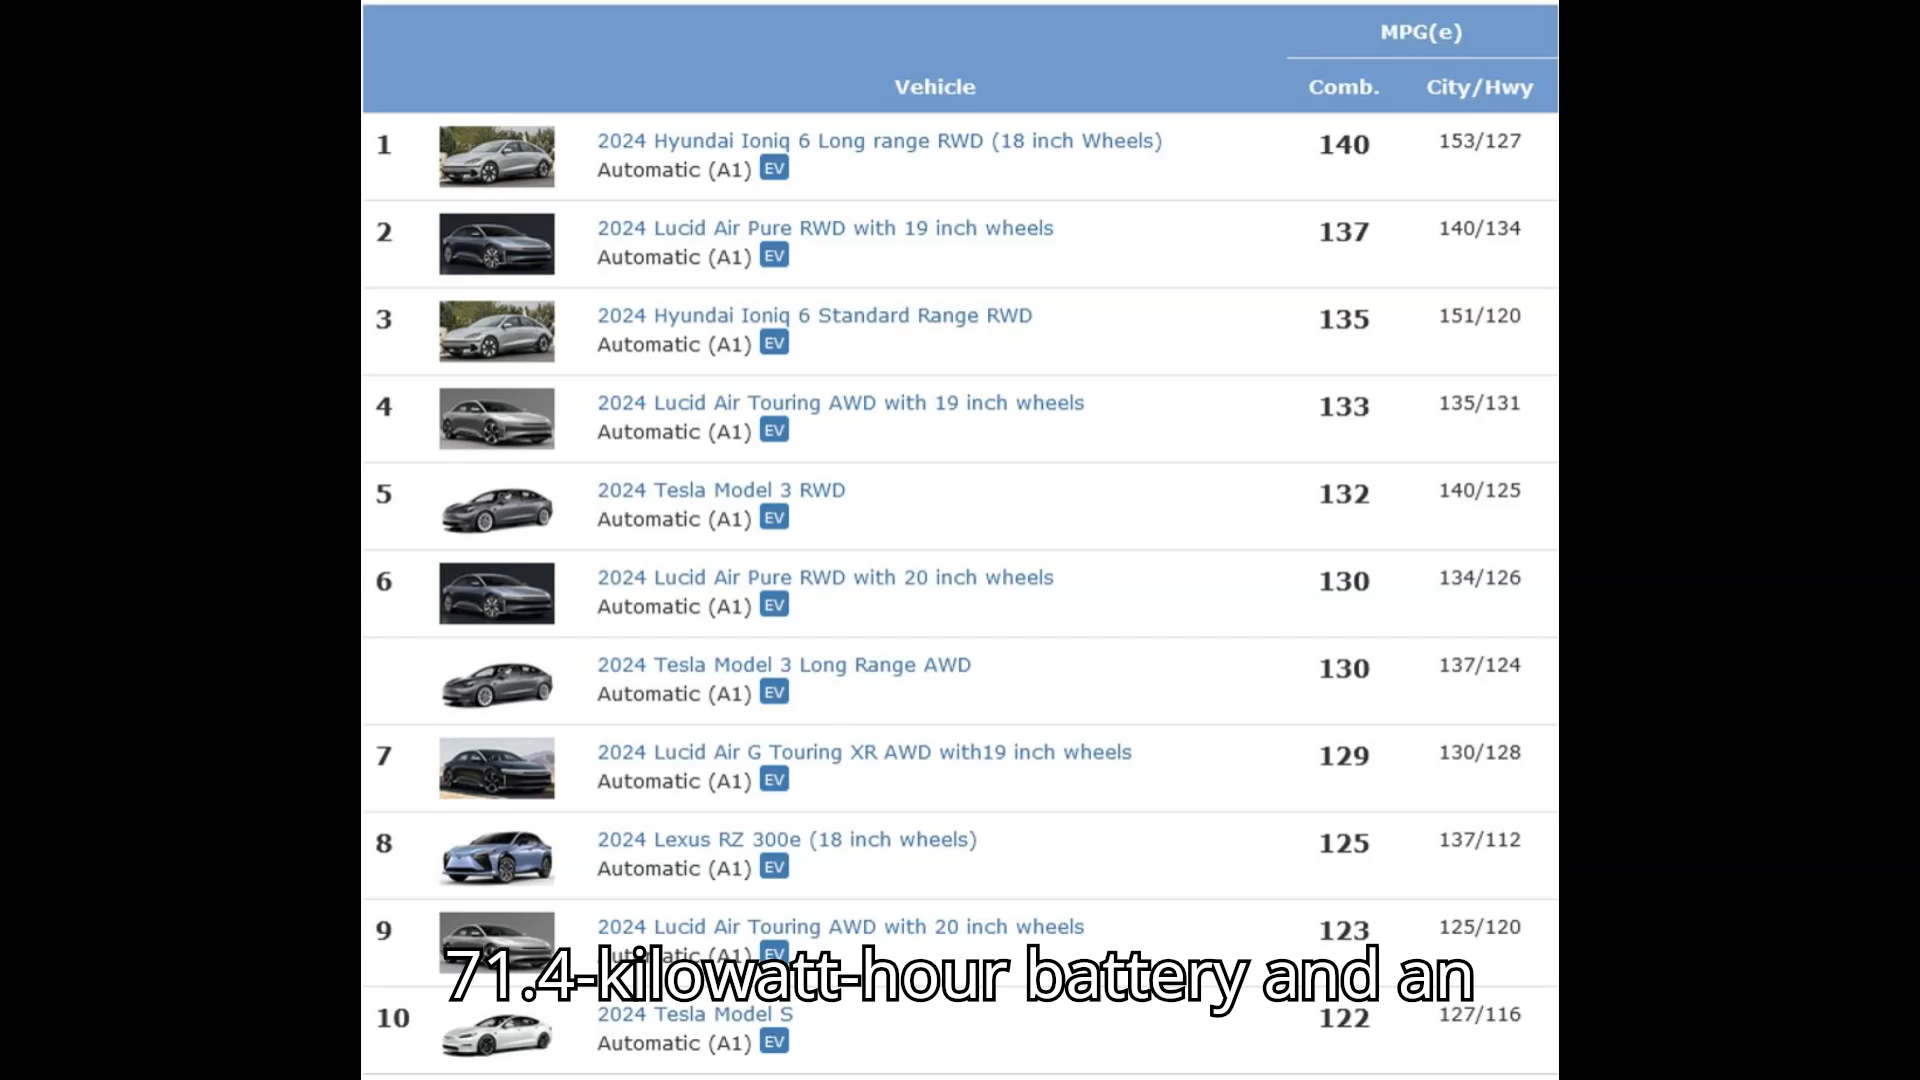 MPG(e)
Vehicle Comb. City/Hwy
1 2024 Hyundai Ioniq 6 Long range RWD (18 inch Wheels) 140 153/127
Automatic (A1) EV
2 2024 Lucid Air Pure RWD with 19 inch wheels 137 140/134
Automatic (A1) EV
3 2024 Hyundai Ioniq 6 Standard Range RWD 135 151/120
Automatic (A1) EV
4 2024 Lucid Air Touring AWD with 19 inch wheels 133 135/131
Automatic (A1) EV
5 2024 Tesla Model 3 RWD 132 140/125
Automatic (A1) EV
6 2024 Lucid Air Pure RWD with 20 inch wheels 130 134/126
Automatic (A1) EV
2024 Tesla Model 3 Long Range AWD 130 137/124
Automatic (A1) EV
7 2024 Lucid Air G Touring XR AWD with19 inch wheels 129 130/128
Automatic (A1) EV
8 2024 Lexus RZ 300e (18 inch wheels) 125 137/112
Automatic (A1) EV
9 2024 Lucid Air Touring AWD with 20 inch wheels 123 125/120
Automatic (A1) EV
71.4-kilowatt-hour battery and an
10 2024 Tesla Model S 122 127/116
Automatic (A1) EV